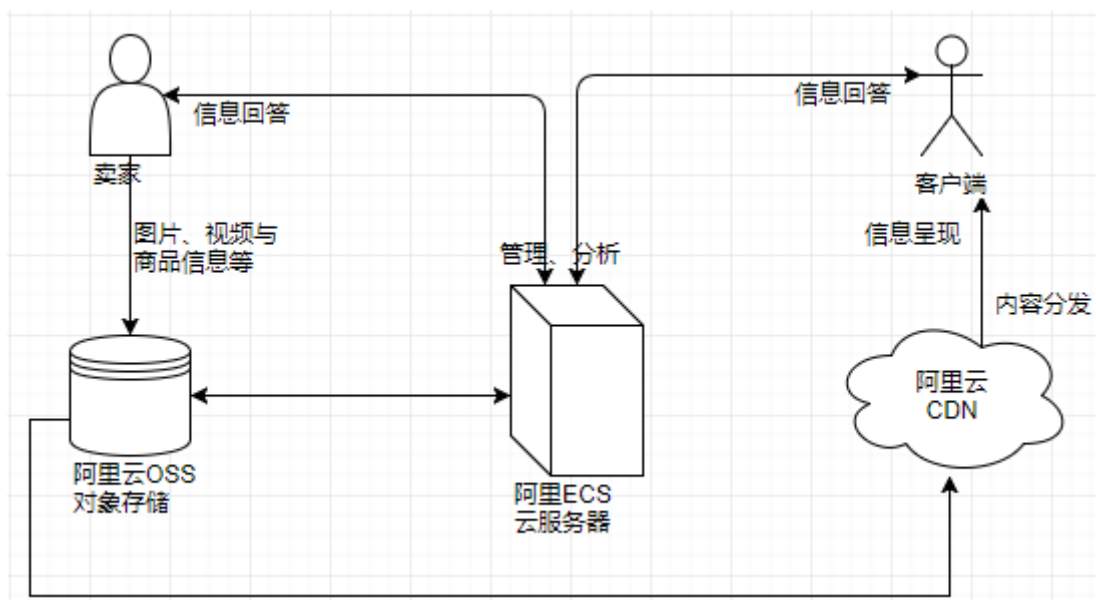 信息回答
信息回答
卖家
客户端
图片、视频与
商品信息等
信息呈现
管理、分析
内容分发
阿里云
CDN
阿里云OSS
对象存储
阿里ECS
云服务器